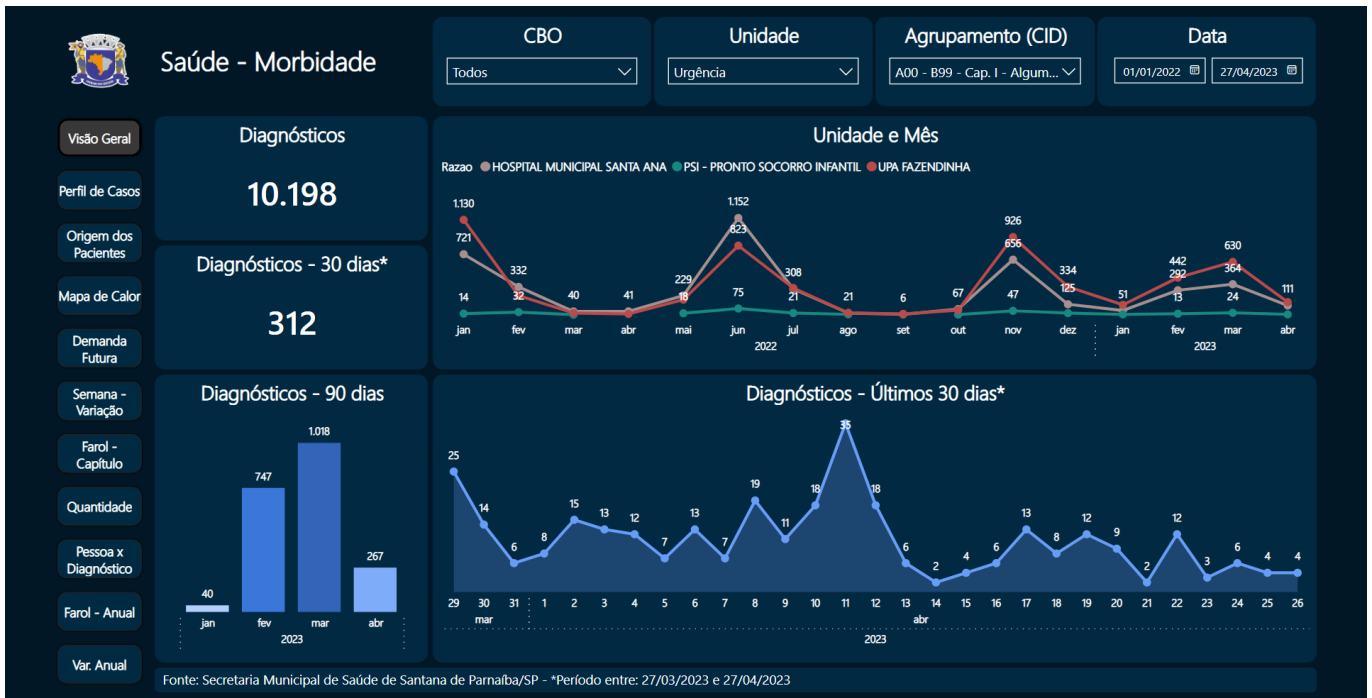 Saúde - Morbidade
CBO
Todos
Unidade
Urgência
Agrupamento (CID)
A00 - B99 - Cap. I - Algum...
Data
01/01/2022
27/04/2023
Visão Geral
Perfil de Casos
Origem dos
Pacientes
Mapa de Calor
Demanda
Futura
Semana -
Variação
Farol -
Capítulo
Quantidade
Pessoa x
Diagnóstico
Farol - Anual
Var. Anual
Diagnósticos
10.198
Diagnósticos - 30 dias*
312
Unidade e Mês
Razao HOSPITAL MUNICIPAL SANTA ANA PSI - PRONTO SOCORRO INFANTIL UPA FAZENDINHA
1.130 1.152
721 823 926
332 229 308 656 334 442 630
292 364
14 32 40 41 18 75 21 21 6 67 47 125 51 13 24 111
jan fev mar abr mai jun jul ago set out nov dez jan fev mar abr
2022 2023
Diagnósticos - 90 dias
1.018
747
267
40
jan fev mar abr
2023
Diagnósticos - Últimos 30 dias*
25 14 6 8 15 13 12 7 13 7 19 11 18 35 18 6 2 4 6 13 8 12 9 2 12 3 6 4 4
29 30 31 1 2 3 4 5 6 7 8 9 10 11 12 13 14 15 16 17 18 19 20 21 22 23 24 25 26
mar abr
2023
Fonte: Secretaria Municipal de Saúde de Santana de Parnaíba/SP - *Período entre: 27/03/2023 e 27/04/2023